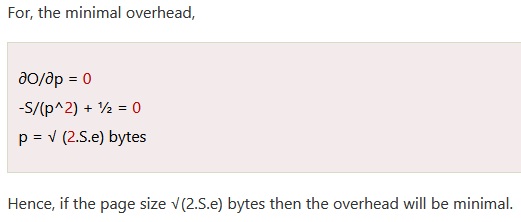 For, the minimal overhead,
∂O/∂p = 0
-S/(p^2) + ½ = 0
p = √ (2.S.e) bytes
Hence, if the page size √(2.S.e) bytes then the overhead will be minimal.